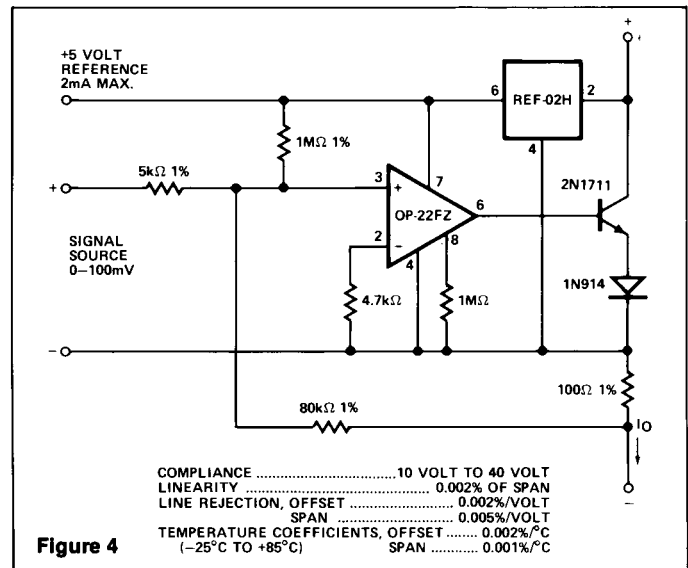 +5 VOLT
REFERENCE
2mA MAX.
+
6
REF-02H
2
4
1MΩ 1%
5kΩ 1%
+
3
+
7
2N1711
OP-22FZ
6
SIGNAL
SOURCE
0–100mV
2
–
4
8
1N914
4.7kΩ
1MΩ
–
100Ω 1%
80kΩ 1%
IO
–
COMPLIANCE .......................... 10 VOLT TO 40 VOLT
LINEARITY ................................. 0.002% OF SPAN
LINE REJECTION, OFFSET .................. 0.002%/VOLT
SPAN ..................... 0.005%/VOLT
TEMPERATURE COEFFICIENTS, OFFSET ....... 0.002%/°C
(–25°C TO +85°C) SPAN ........... 0.001%/°C
Figure 4